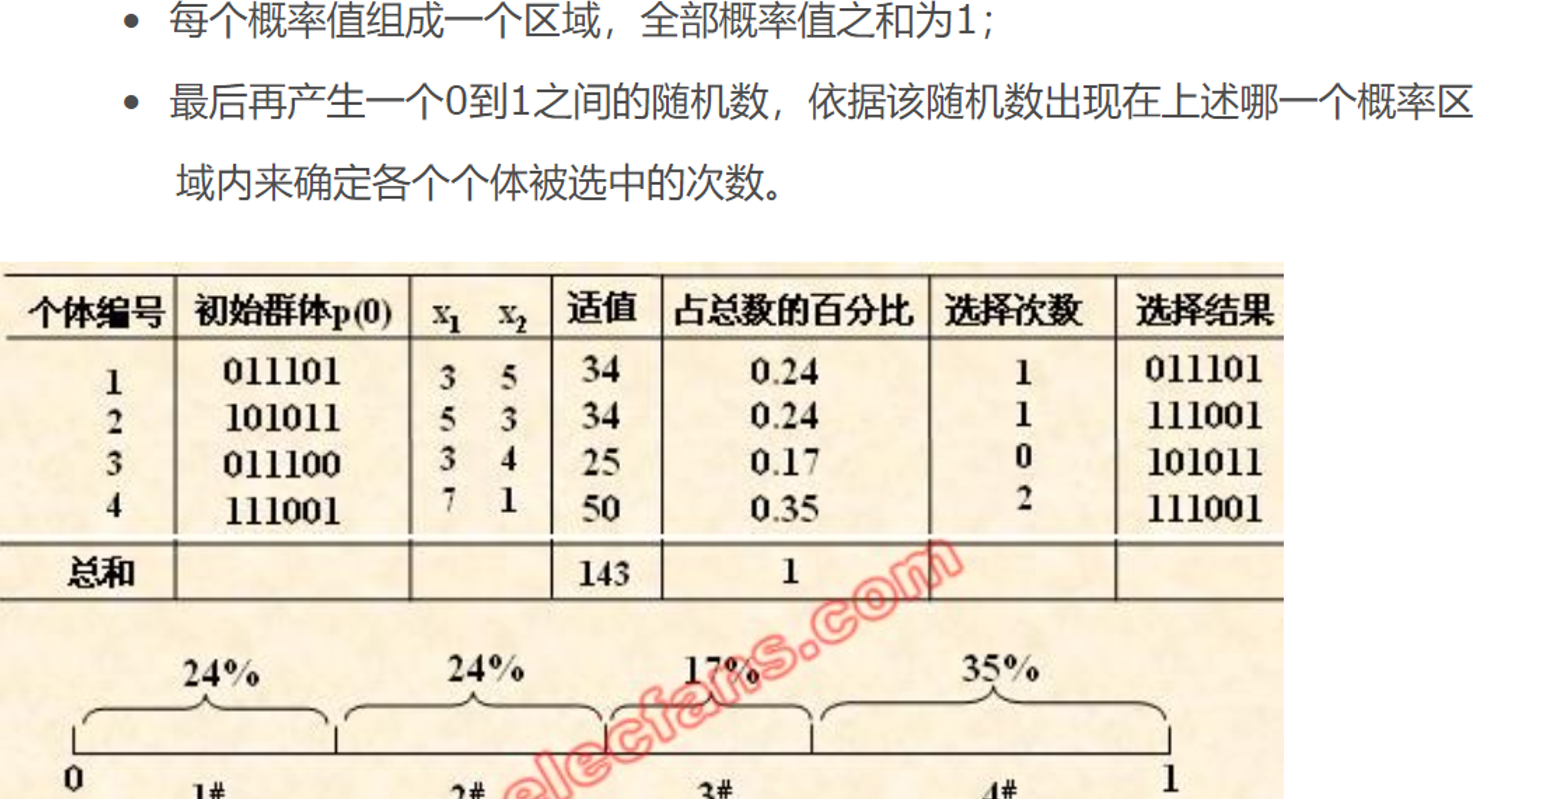 每个概率值组成一个区域，全部概率值之和为1；
最后再产生一个0到1之间的随机数，依据该随机数出现在上述哪一个概率区
域内来确定各个个体被选中的次数。
个体编号 初始群体p(0) x1 x2 适值 占总数的百分比 选择次数 选择结果
1 011101 3 5 34 0.24 1 011101
2 101011 5 3 34 0.24 1 111001
3 011100 3 4 25 0.17 0 101011
4 111001 7 1 50 0.35 2 111001
总和 143 1
24% 24% 17% 35%
0 1# 2# 3# 4# 1
elecfans.com